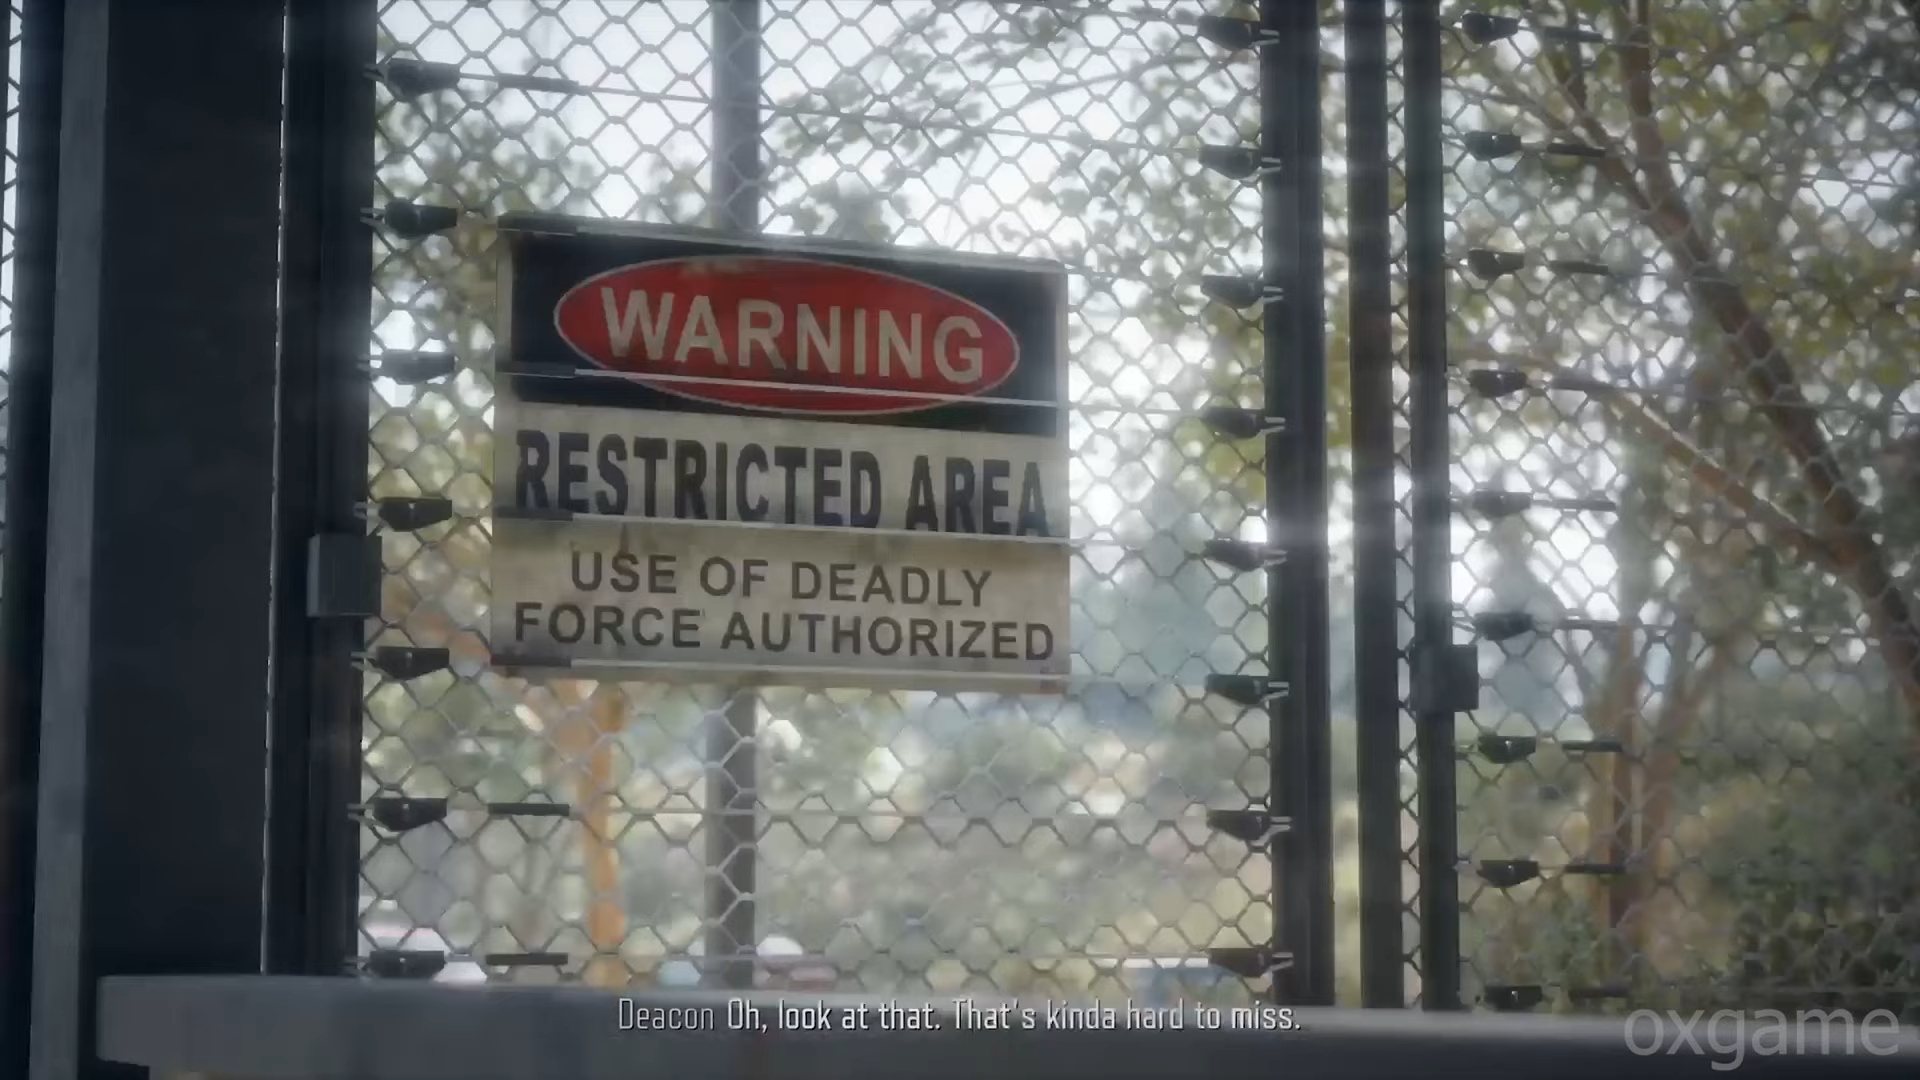 WARNING
RESTRICTED AREA
USE OF DEADLY
FORCE AUTHORIZED
Deacon Oh, look at that. That's kinda hard to miss.
oxgame